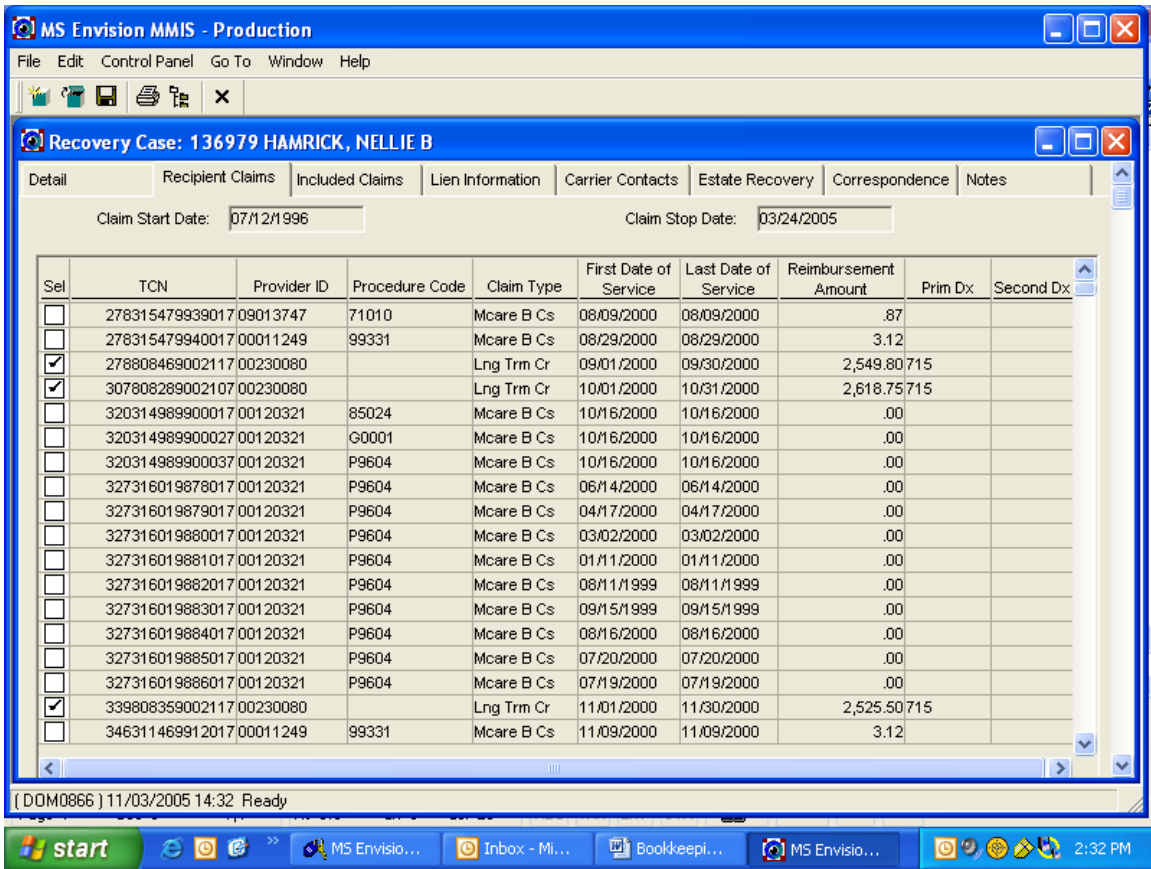 MS Envision MMIS - Production
File Edit Control Panel Go To Window Help
Recovery Case: 136979 HAMRICK, NELLIE B
Detail Recipient Claims Included Claims Lien Information Carrier Contacts Estate Recovery Correspondence Notes
Claim Start Date: 07/12/1996 Claim Stop Date: 03/24/2005
Sel TCN Provider ID Procedure Code Claim Type First Date of Service Last Date of Service Reimbursement Amount Prim Dx Second Dx
278315479939017 09013747 71010 Mcare B Cs 08/09/2000 08/09/2000 .87
278315479940017 00011249 99331 Mcare B Cs 08/29/2000 08/29/2000 3.12
278808469002117 00230080 Lng Trm Cr 09/01/2000 09/30/2000 2,549.80 715
307808289002107 00230080 Lng Trm Cr 10/01/2000 10/31/2000 2,618.75 715
320314989900017 00120321 85024 Mcare B Cs 10/16/2000 10/16/2000 .00
320314989900027 00120321 G0001 Mcare B Cs 10/16/2000 10/16/2000 .00
320314989900037 00120321 P9604 Mcare B Cs 10/16/2000 10/16/2000 .00
327316019878017 00120321 P9604 Mcare B Cs 06/14/2000 06/14/2000 .00
327316019879017 00120321 P9604 Mcare B Cs 04/17/2000 04/17/2000 .00
327316019880017 00120321 P9604 Mcare B Cs 03/02/2000 03/02/2000 .00
327316019881017 00120321 P9604 Mcare B Cs 01/11/2000 01/11/2000 .00
327316019882017 00120321 P9604 Mcare B Cs 08/11/1999 08/11/1999 .00
327316019883017 00120321 P9604 Mcare B Cs 09/15/1999 09/15/1999 .00
327316019884017 00120321 P9604 Mcare B Cs 08/16/2000 08/16/2000 .00
327316019885017 00120321 P9604 Mcare B Cs 07/20/2000 07/20/2000 .00
327316019886017 00120321 P9604 Mcare B Cs 07/19/2000 07/19/2000 .00
339808359002117 00230080 Lng Trm Cr 11/01/2000 11/30/2000 2,525.50 715
346311469912017 00011249 99331 Mcare B Cs 11/09/2000 11/09/2000 3.12
( DOM0866 ) 11/03/2005 14:32 Ready
start MS Envisio... Inbox - Mi... Bookkeepi... MS Envisio... 2:32 PM